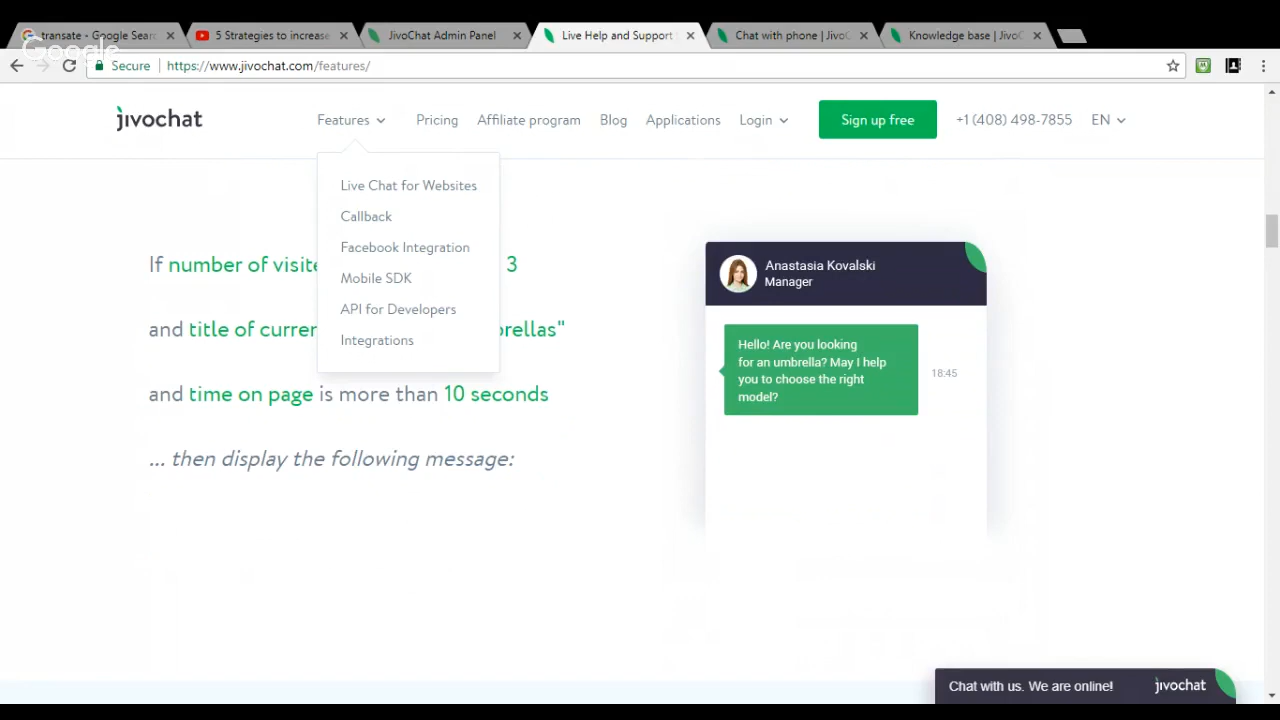 transate - Google Searc
5 Strategies to increase
JivoChat Admin Panel
Live Help and Support
Chat with phone | JivoC
Knowledge base | JivoC
Google
Secure
https://www.jivochat.com/features/
jivochat
Features
Pricing
Affiliate program
Blog
Applications
Login
Sign up free
+1 (408) 498-7855
EN
Live Chat for Websites
Callback
Facebook Integration
Mobile SDK
API for Developers
Integrations
If number of visite 3
and title of curren brellas"
and time on page is more than 10 seconds
... then display the following message:
Anastasia Kovalski
Manager
Hello! Are you looking
for an umbrella? May I help
you to choose the right
model?
18:45
Chat with us. We are online!
jivochat